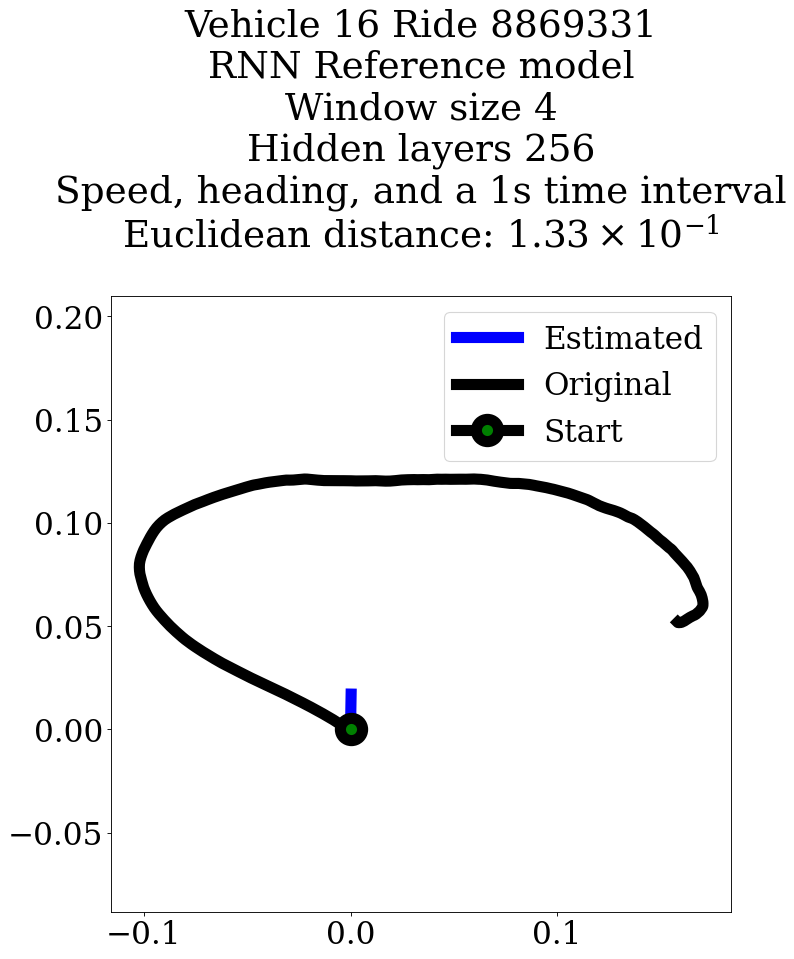 Vehicle 16 Ride 8869331
RNN Reference model
Window size 4
Hidden layers 256
Speed, heading, and a 1s time interval
Euclidean distance: 1.33 × 10⁻¹
Estimated
Original
Start
0.20
0.15
0.10
0.05
0.00
−0.05
−0.1
0.0
0.1